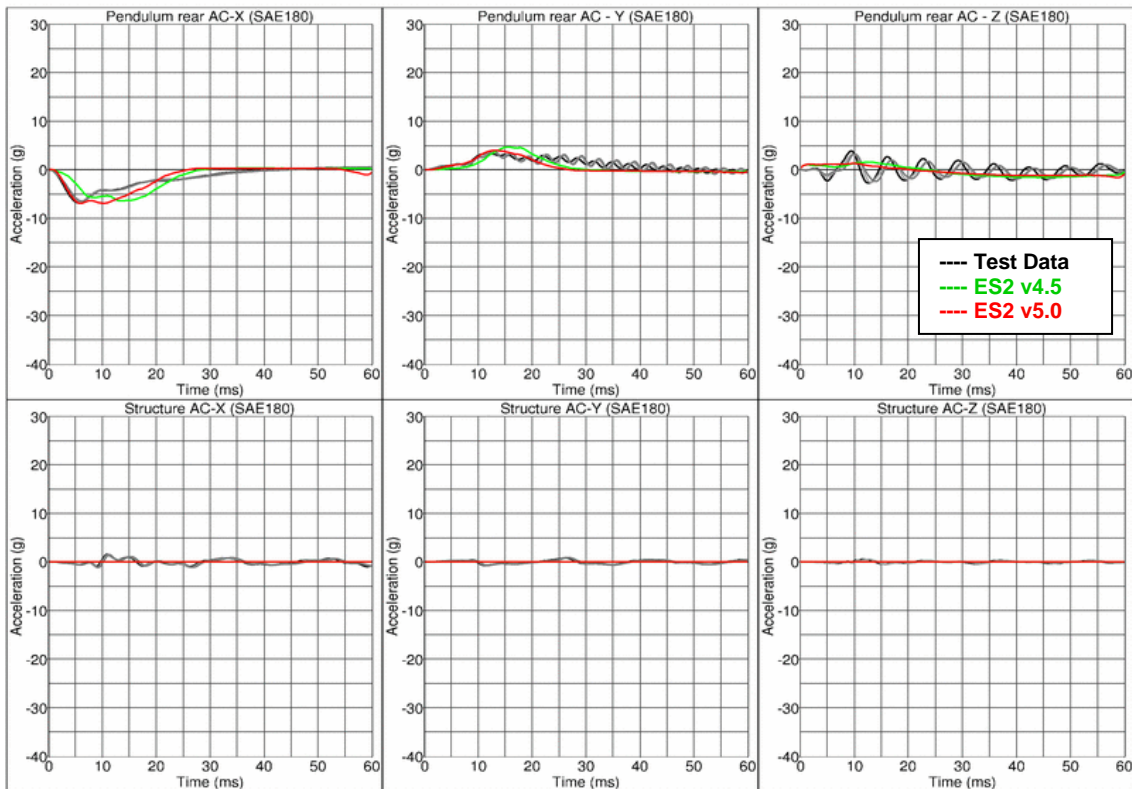 Pendulum rear AC-X (SAE180)
30
20
10
0
-10
-20
-30
-40
Acceleration (g)
0 10 20 30 40 50 60
Time (ms)
Pendulum rear AC - Y (SAE180)
30
20
10
0
-10
-20
-30
-40
Acceleration (g)
0 10 20 30 40 50 60
Time (ms)
Pendulum rear AC - Z (SAE180)
30
20
10
0
-10
-20
-30
-40
Acceleration (g)
0 10 20 30 40 50 60
Time (ms)
---- Test Data
---- ES2 v4.5
---- ES2 v5.0
Structure AC-X (SAE180)
30
20
10
0
-10
-20
-30
-40
Acceleration (g)
0 10 20 30 40 50 60
Time (ms)
Structure AC-Y (SAE180)
30
20
10
0
-10
-20
-30
-40
Acceleration (g)
0 10 20 30 40 50 60
Time (ms)
Structure AC-Z (SAE180)
30
20
10
0
-10
-20
-30
-40
Acceleration (g)
0 10 20 30 40 50 60
Time (ms)